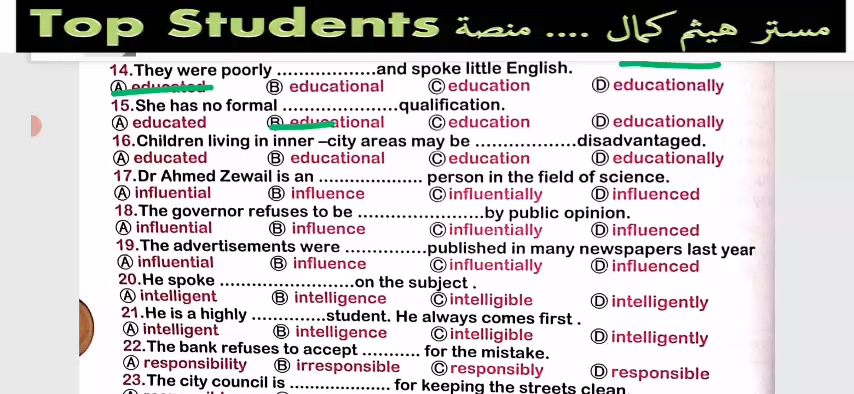 Top Students منصة .... مستر هيثم كمال
14.They were poorly ..................and spoke little English.
Ⓐ educated Ⓑ educational Ⓒ education Ⓓ educationally
15.She has no formal .....................qualification.
Ⓐ educated Ⓑ educational Ⓒ education Ⓓ educationally
16.Children living in inner –city areas may be ..................disadvantaged.
Ⓐ educated Ⓑ educational Ⓒ education Ⓓ educationally
17.Dr Ahmed Zewail is an ................... person in the field of science.
Ⓐ influential Ⓑ influence Ⓒ influentially Ⓓ influenced
18.The governor refuses to be .......................by public opinion.
Ⓐ influential Ⓑ influence Ⓒ influentially Ⓓ influenced
19.The advertisements were ...............published in many newspapers last year
Ⓐ influential Ⓑ influence Ⓒ influentially Ⓓ influenced
20.He spoke .........................on the subject .
Ⓐ intelligent Ⓑ intelligence Ⓒ intelligible Ⓓ intelligently
21.He is a highly ..............student. He always comes first .
Ⓐ intelligent Ⓑ intelligence Ⓒ intelligible Ⓓ intelligently
22.The bank refuses to accept ........... for the mistake.
Ⓐ responsibility Ⓑ irresponsible Ⓒ responsibly Ⓓ responsible
23.The city council is ................... for keeping the streets clean.